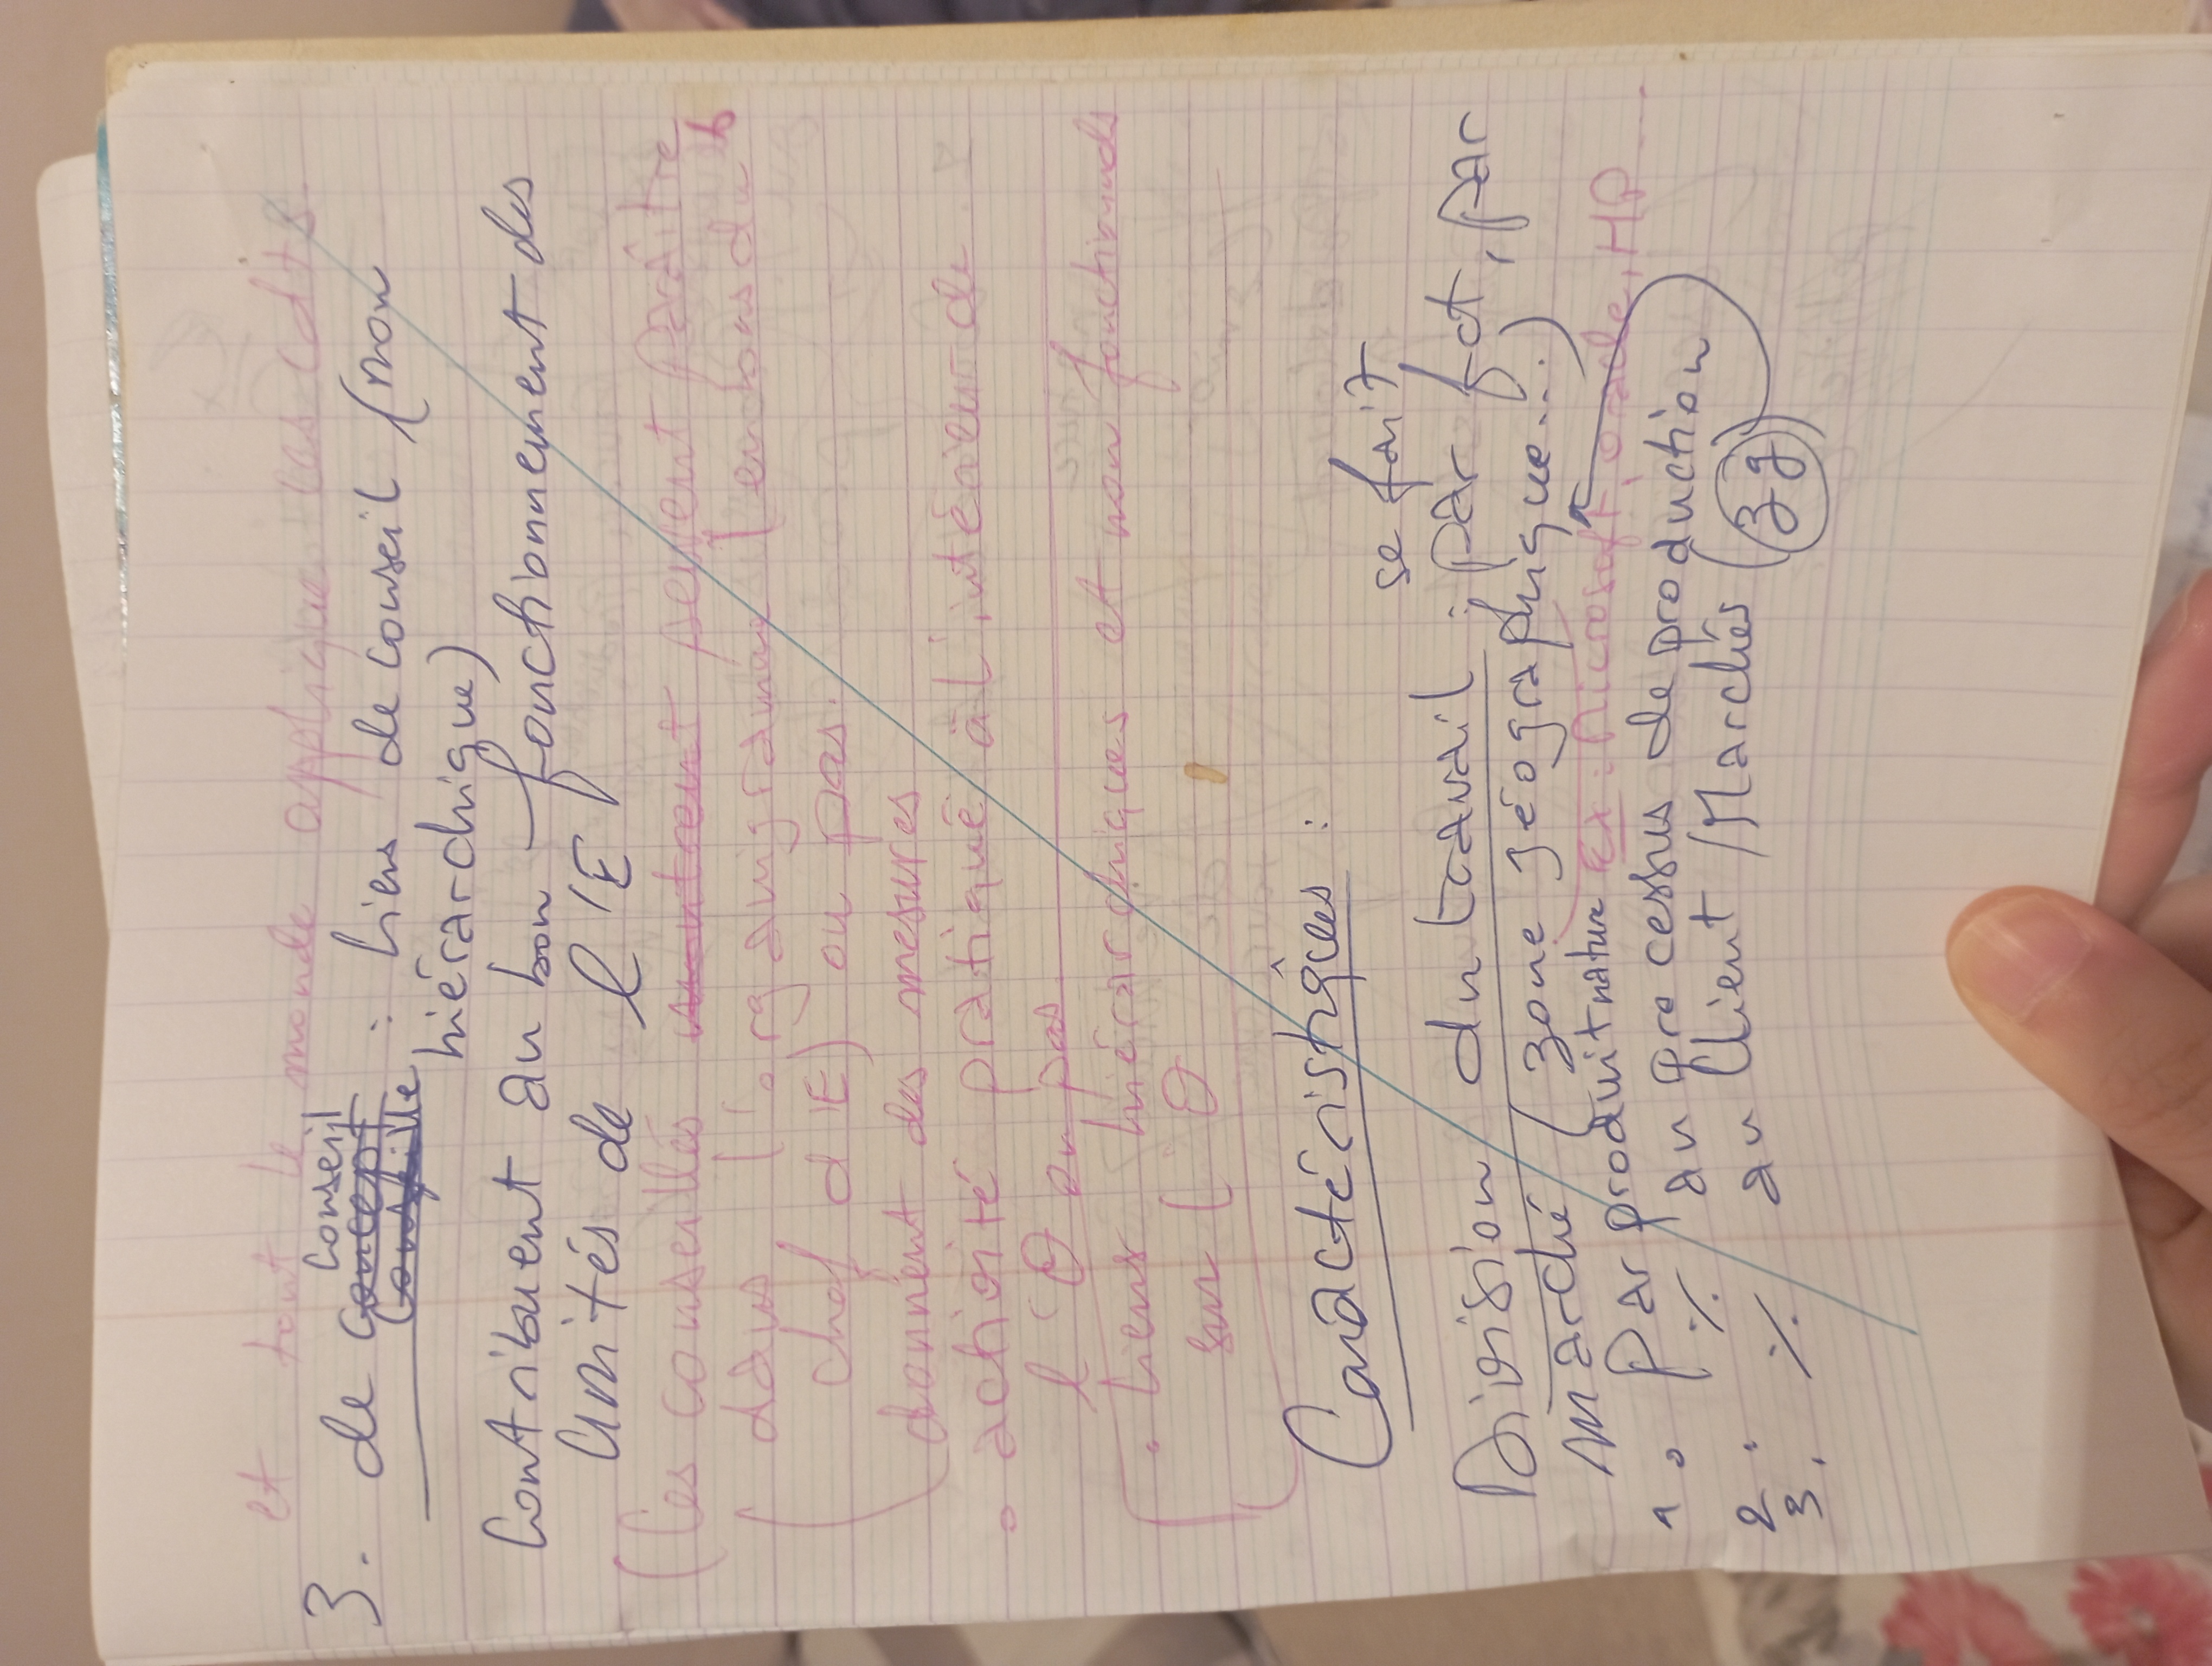 et tout le monde applique ces cdts
Conseil
3. de Concept : liens de conseil (non
Conseille
hiérarchique)
Contribuent au bon fonctionnement des
Unités de l'E
(Ces conseillés montrent peuvent paraître
dans l'organigramme (en bas du
chef d'E) ou pas.
donnent des mesures
• activité pratiqué à l'intérieur de
l'O ou pas.
• liens hiérarchiques et non fonctionnels
sur l'O
Caractéristiques :
se fait
Division du travail : par fct, par
marché (zone géographique...)
Ex : Microsoft, oracle, HP...
1. Par produit nature
2. % au processus de production
3. % au Client / Marchés (zg)